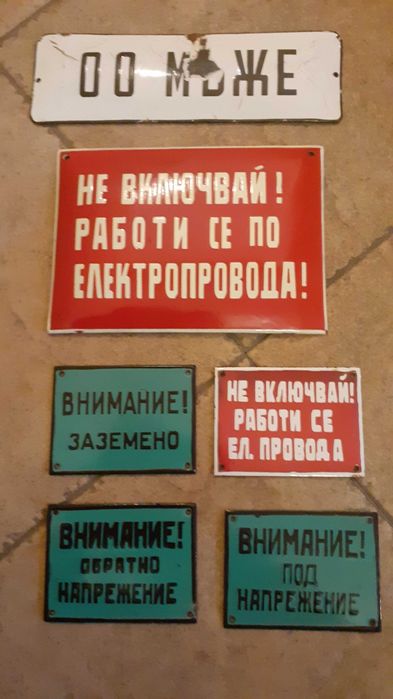 ОО МЪЖЕ
НЕ ВКЛЮЧВАЙ!
РАБОТИ СЕ ПО
ЕЛЕКТРОПРОВОДА!
ВНИМАНИЕ!
ЗАЗЕМЕНО
НЕ ВКЛЮЧВАЙ!
РАБОТИ СЕ
ЕЛ. ПРОВОДА
ВНИМАНИЕ!
ОБРАТНО
НАПРЕЖЕНИЕ
ВНИМАНИЕ!
ПОД
НАПРЕЖЕНИЕ